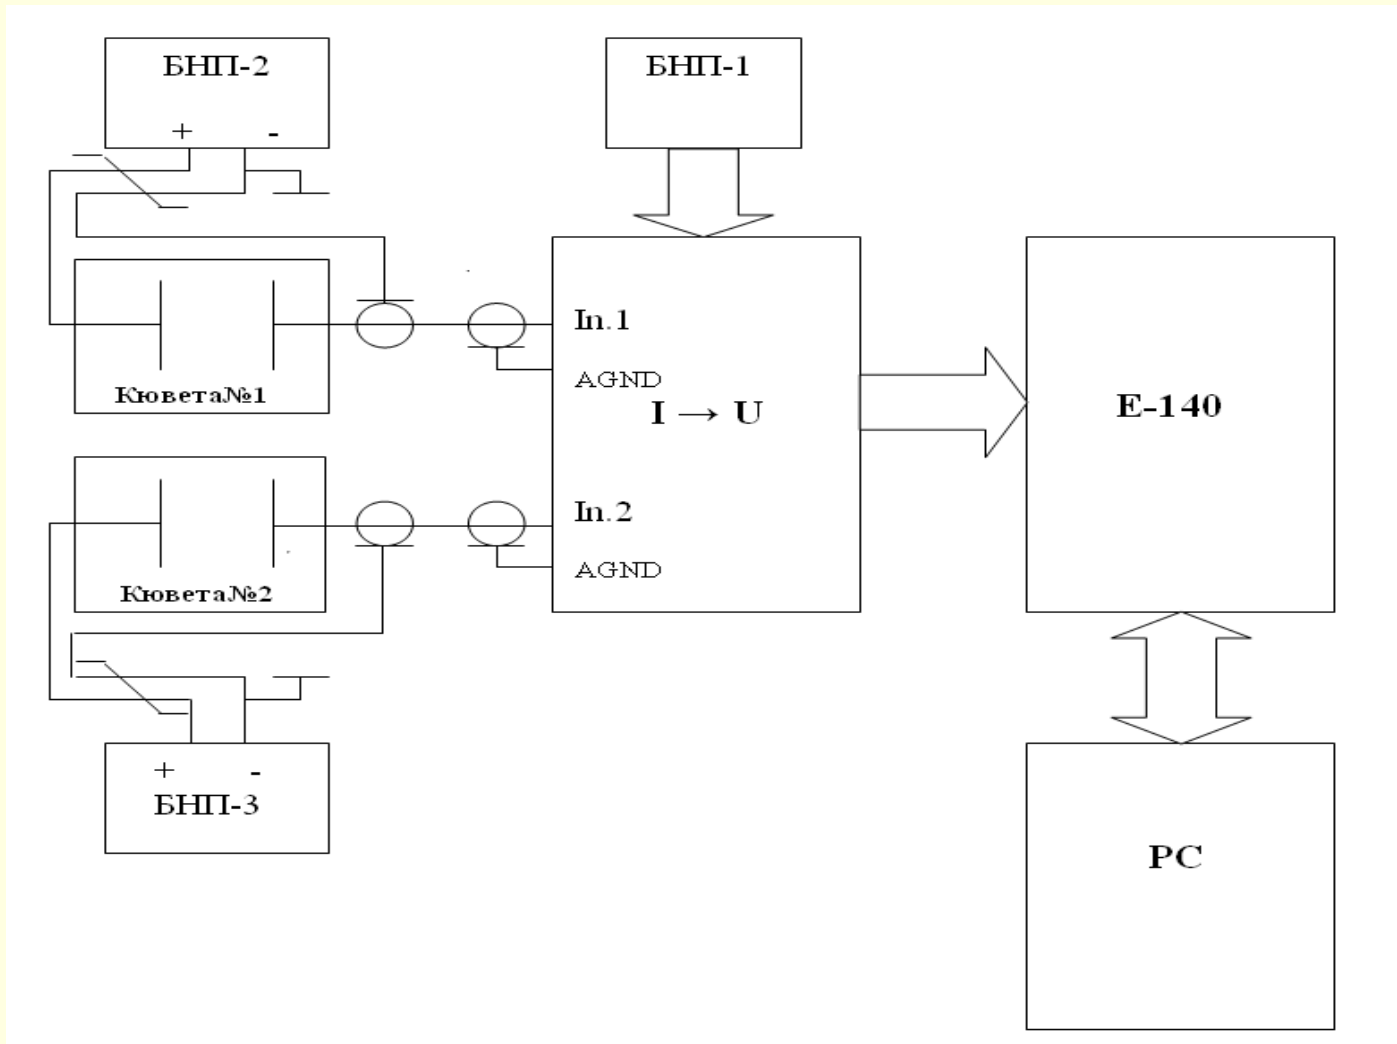 БНП-2
+ -
БНП-1
In.1
AGND
Кювета№1
I → U
E-140
In.2
AGND
Кювета№2
+ -
БНП-3
PC